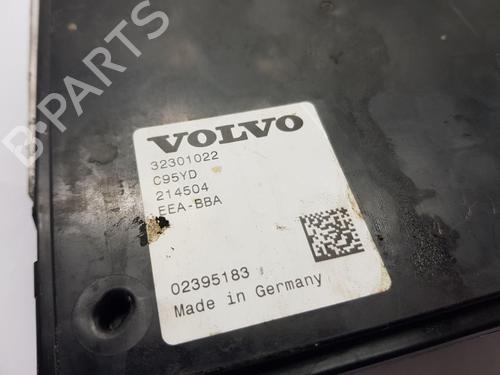 B-PARTS
VOLVO
32301022
C95YD
214504
EEA-BBA
02395183
Made in Germany